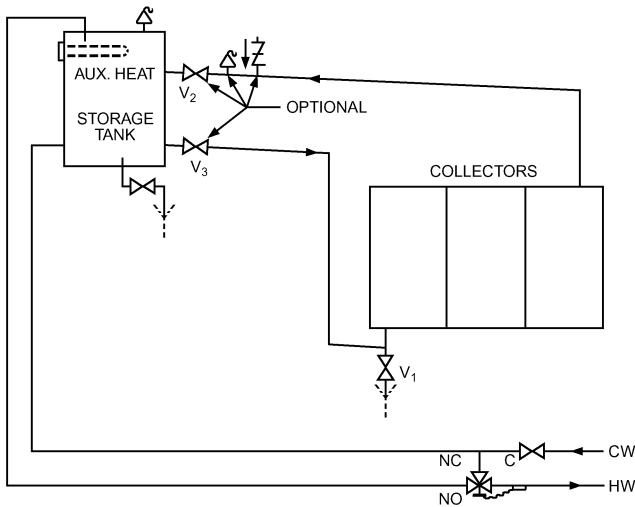 AUX. HEAT
V2
OPTIONAL
STORAGE
TANK
V3
COLLECTORS
V1
NC
C
CW
NO
HW